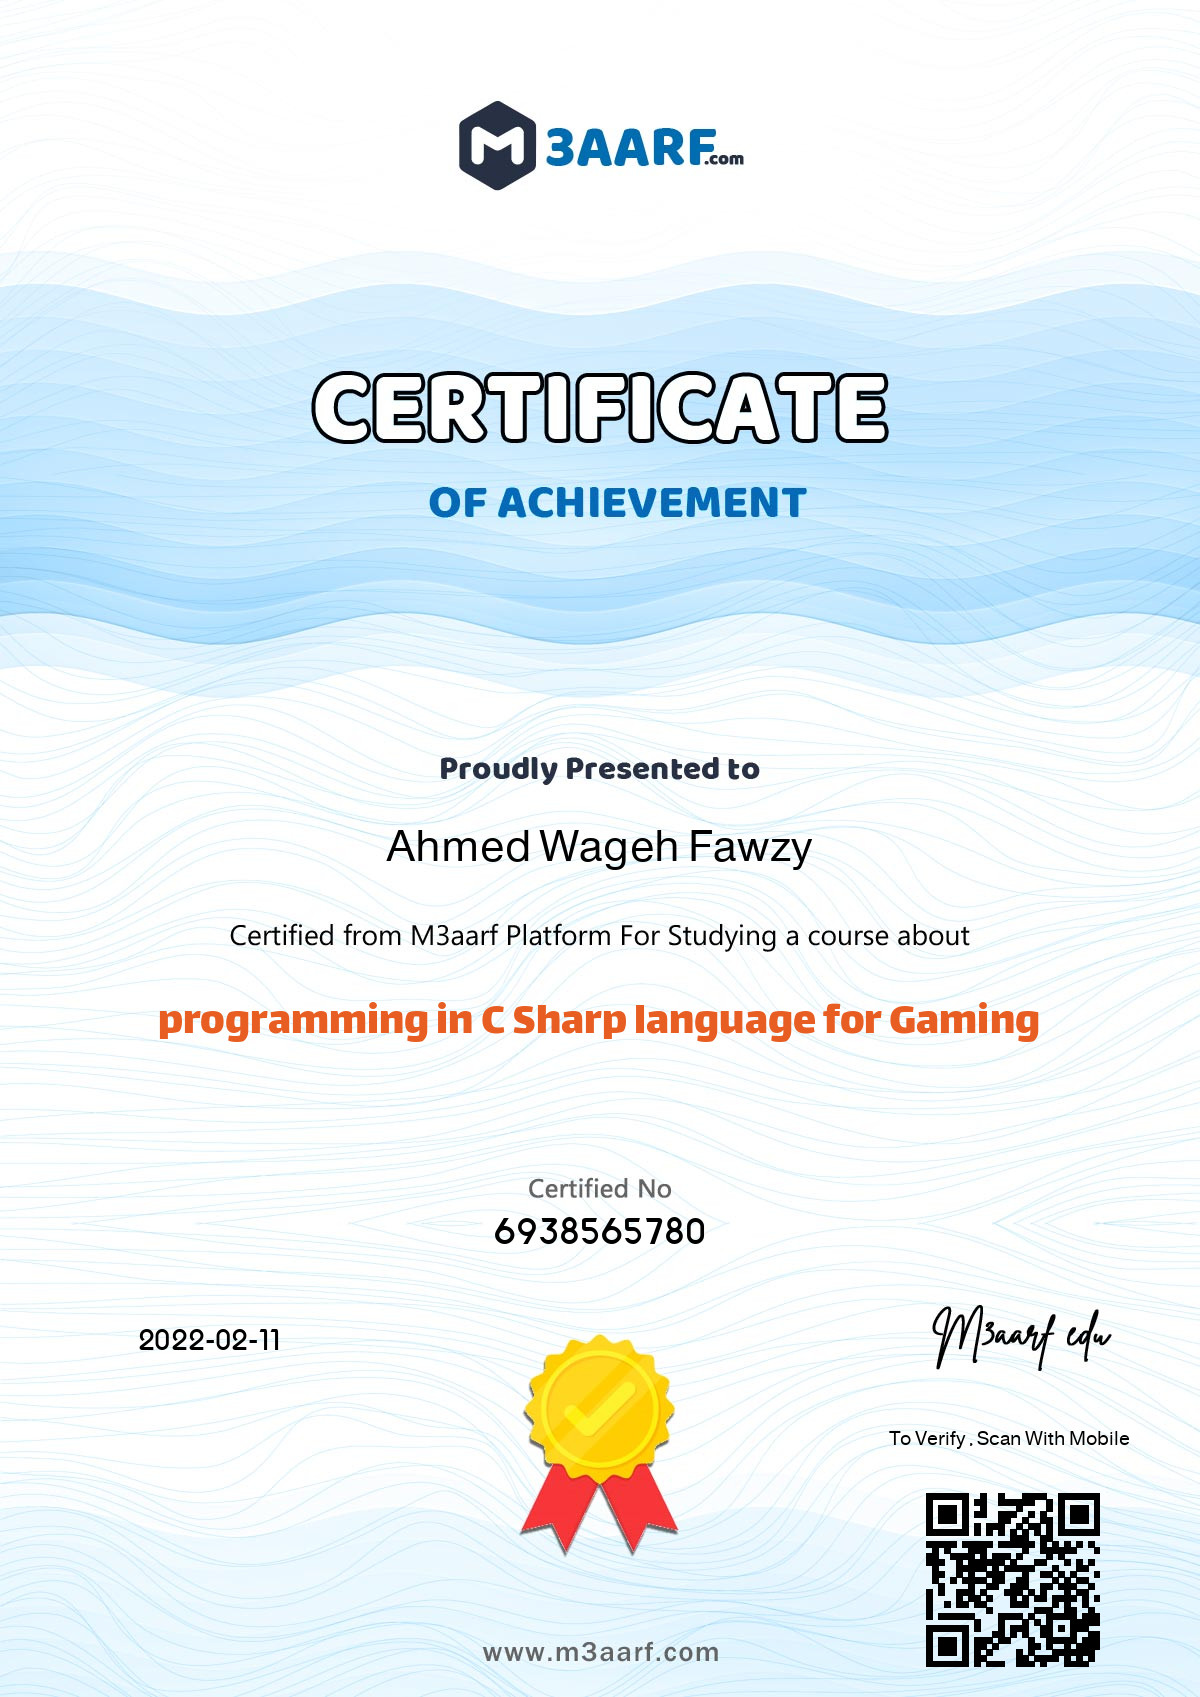 M3AARF.com
CERTIFICATE
OF ACHIEVEMENT
Proudly Presented to
Ahmed Wageh Fawzy
Certified from M3aarf Platform For Studying a course about
programming in C Sharp language for Gaming
Certified No
6938565780
2022-02-11
M3aarf edu
To Verify , Scan With Mobile
www.m3aarf.com